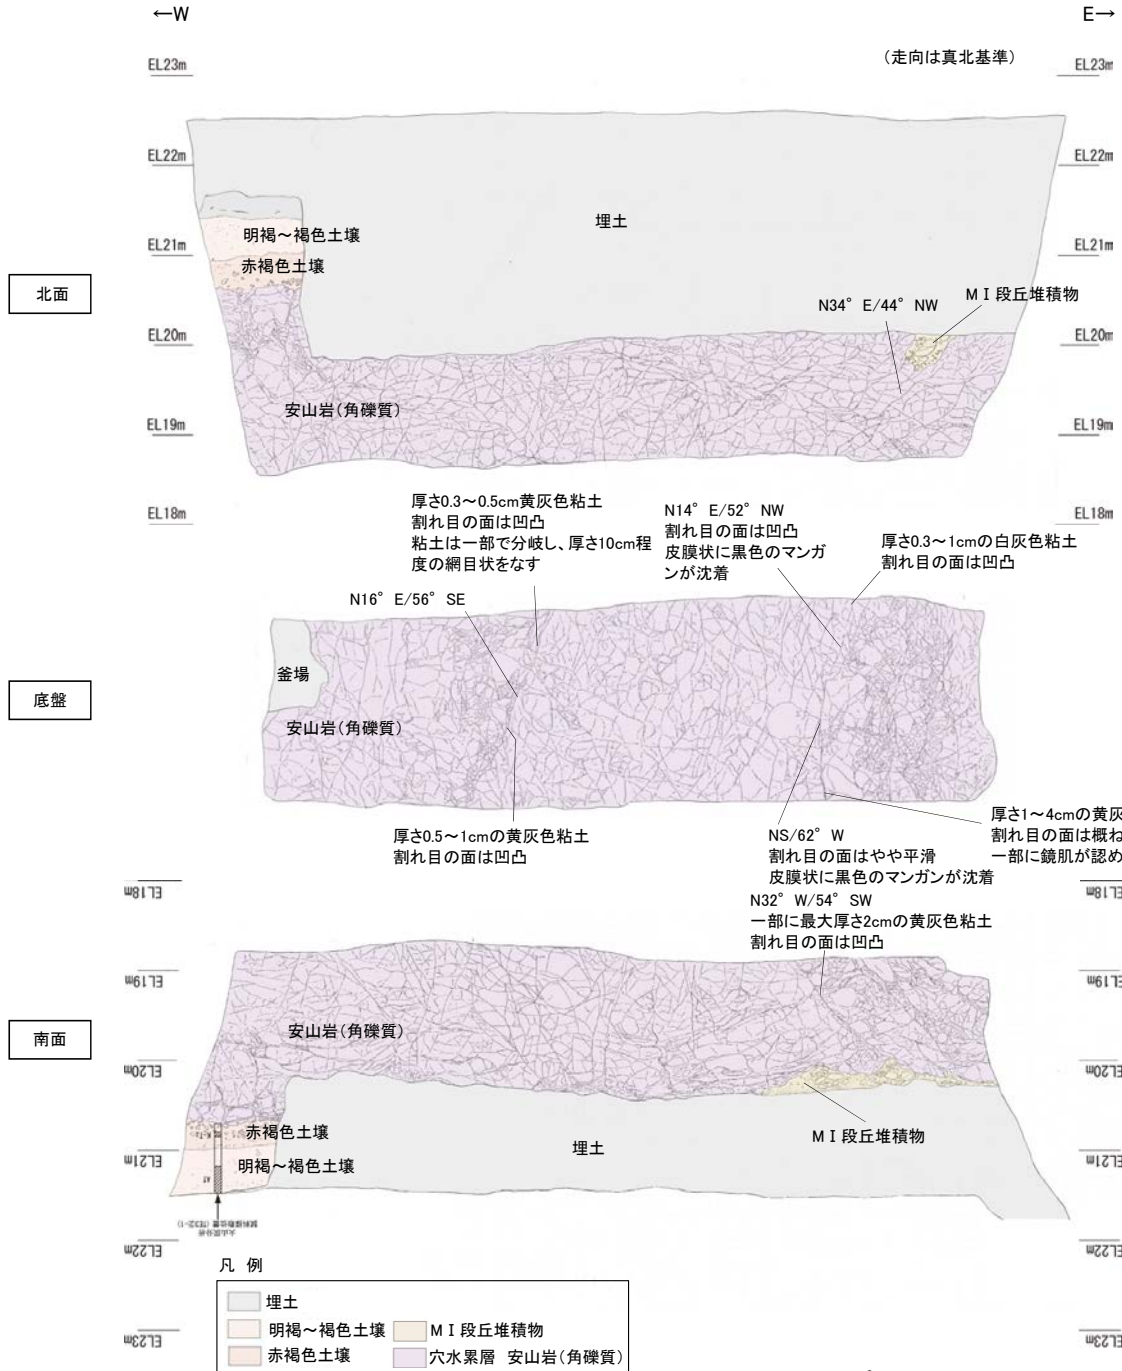 ←W
E→
(走向は真北基準)
EL23m
EL23m
EL22m
EL22m
埋土
明褐～褐色土壌
EL21m
EL21m
赤褐色土壌
北面
MⅠ段丘堆積物
N34°E/44°NW
EL20m
EL20m
安山岩(角礫質)
EL19m
EL19m
EL18m
EL18m
厚さ0.3～0.5cm黄灰色粘土
割れ目の面は凹凸
粘土は一部で分岐し、厚さ10cm程
度の網目状をなす
N14°E/52°NW
割れ目の面は凹凸
皮膜状に黒色のマンガ
ンが沈着
厚さ0.3～1cmの白灰色粘土
割れ目の面は凹凸
N16°E/56°SE
釜場
底盤
安山岩(角礫質)
厚さ0.5～1cmの黄灰色粘土
割れ目の面は凹凸
NS/62°W
割れ目の面はやや平滑
皮膜状に黒色のマンガンが沈着
厚さ1～4cmの黄灰
割れ目の面は概ね
一部に鏡肌が認め
EL18m
EL18m
N32°W/54°SW
一部に最大厚さ2cmの黄灰色粘土
割れ目の面は凹凸
EL19m
EL19m
南面
安山岩(角礫質)
EL20m
EL20m
赤褐色土壌
K-Tz
MⅠ段丘堆積物
埋土
EL21m
EL21m
明褐～褐色土壌
AT
火山灰分析
試料採取位置(TE32-1)
EL22m
EL22m
凡 例
埋土
明褐～褐色土壌
MⅠ段丘堆積物
赤褐色土壌
穴水累層 安山岩(角礫質)
EL23m
EL23m